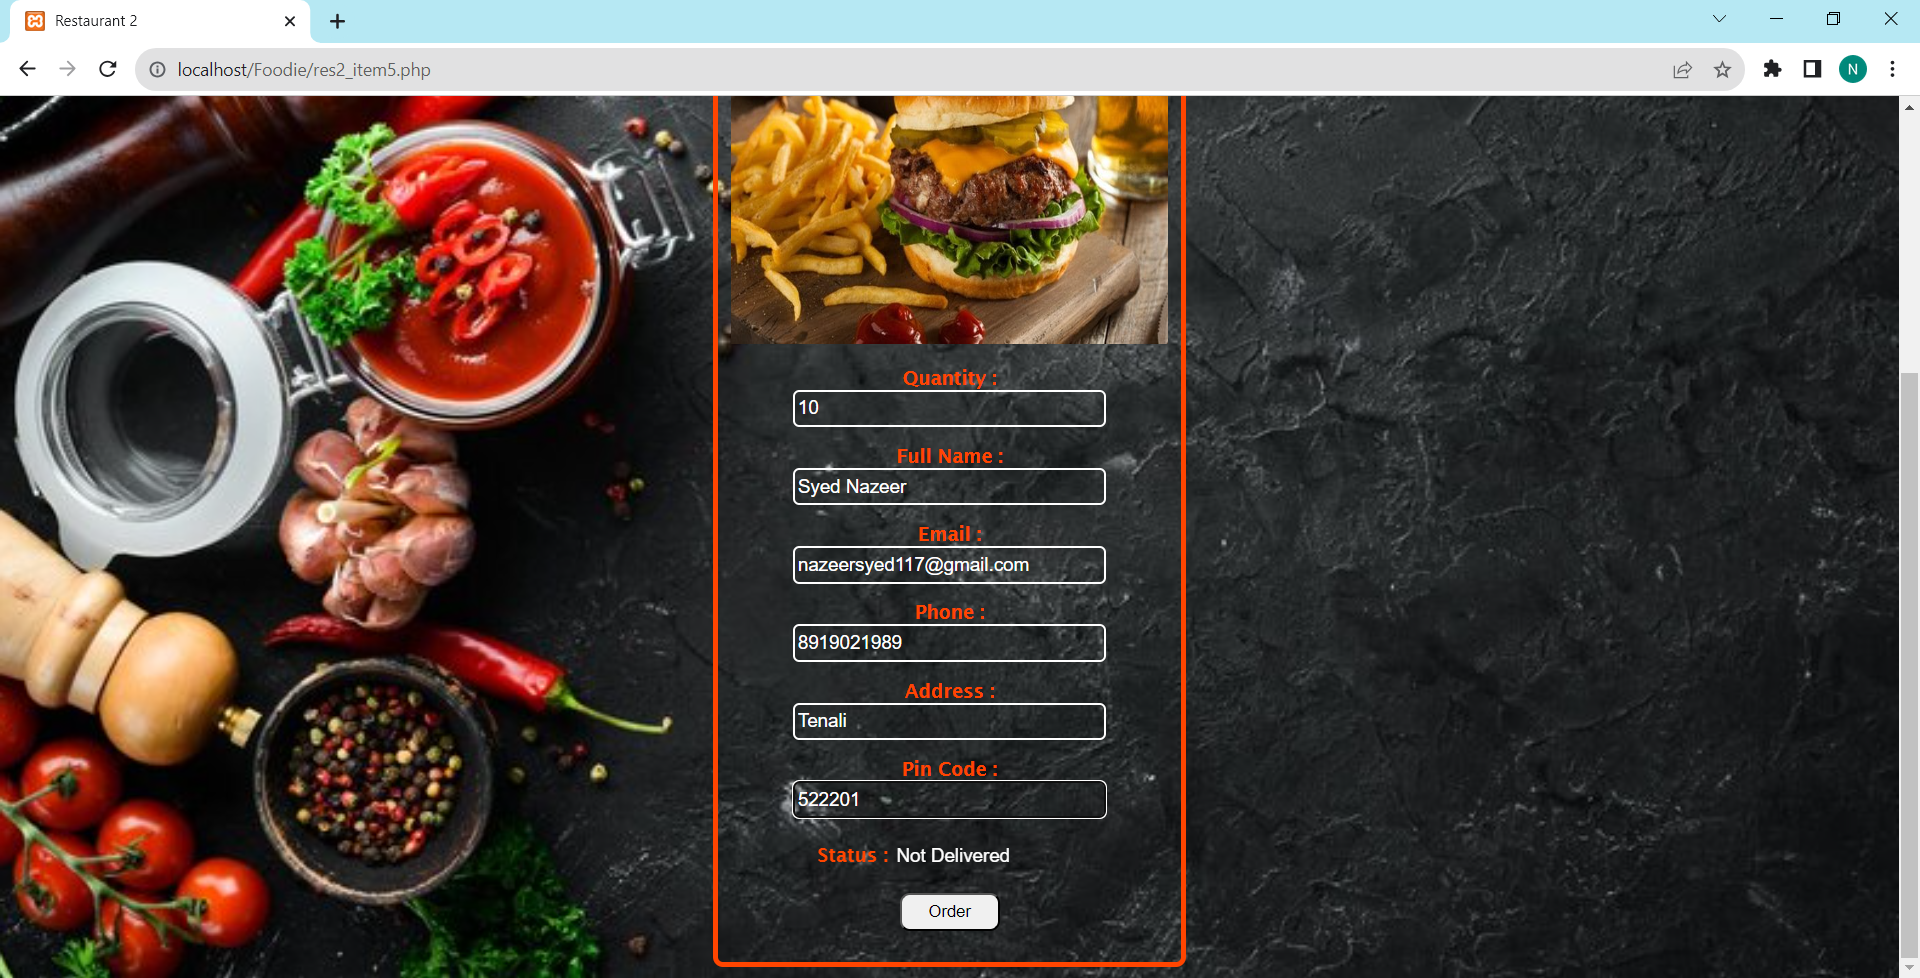 Restaurant 2
localhost/Foodie/res2_item5.php
N
Quantity :
10
Full Name :
Syed Nazeer
Email :
nazeersyed117@gmail.com
Phone :
8919021989
Address :
Tenali
Pin Code :
522201
Status : Not Delivered
Order